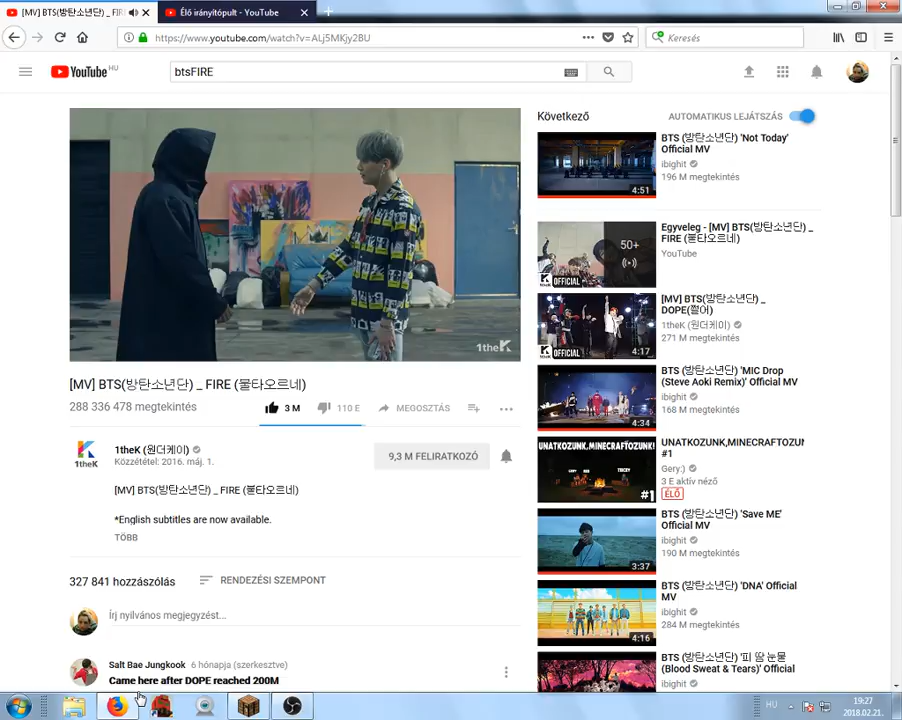 [MV] BTS(방탄소년단) _ FIRE
Élő irányítópult - YouTube
https://www.youtube.com/watch?v=ALj5MKjy2BU
Keresés
YouTube HU
btsFIRE
1theK
[MV] BTS(방탄소년단) _ FIRE (불타오르네)
288 336 478 megtekintés
3 M
110 E
MEGOSZTÁS
1theK
1theK (원더케이)
Közzététel: 2016. máj. 1.
9,3 M FELIRATKOZÓ
[MV] BTS(방탄소년단) _ FIRE (불타오르네)
*English subtitles are now available.
TÖBB
327 841 hozzászólás
RENDEZÉSI SZEMPONT
Írj nyilvános megjegyzést...
Salt Bae Jungkook 6 hónapja (szerkesztve)
Came here after DOPE reached 200M
Következő
AUTOMATIKUS LEJÁTSZÁS
4:51
BTS (방탄소년단) 'Not Today'
Official MV
ibighit
196 M megtekintés
50+
OFFICIAL
Egyveleg - [MV] BTS(방탄소년단) _
FIRE (불타오르네)
YouTube
OFFICIAL
4:17
[MV] BTS(방탄소년단) _
DOPE(쩔어)
1theK (원더케이)
271 M megtekintés
4:34
BTS (방탄소년단) 'MIC Drop
(Steve Aoki Remix)' Official MV
ibighit
168 M megtekintés
UNATKOZUNK,MINECRAFTOZUNK
#1
UNATKOZUNK,MINECRAFTOZUN
#1
Gery:)
3 E aktív néző
ÉLŐ
3:37
BTS (방탄소년단) 'Save ME'
Official MV
ibighit
190 M megtekintés
4:16
BTS (방탄소년단) 'DNA' Official
MV
ibighit
284 M megtekintés
BTS (방탄소년단) '피 땀 눈물
(Blood Sweat & Tears)' Official
ibighit
HU
19:27
2018.02.21.